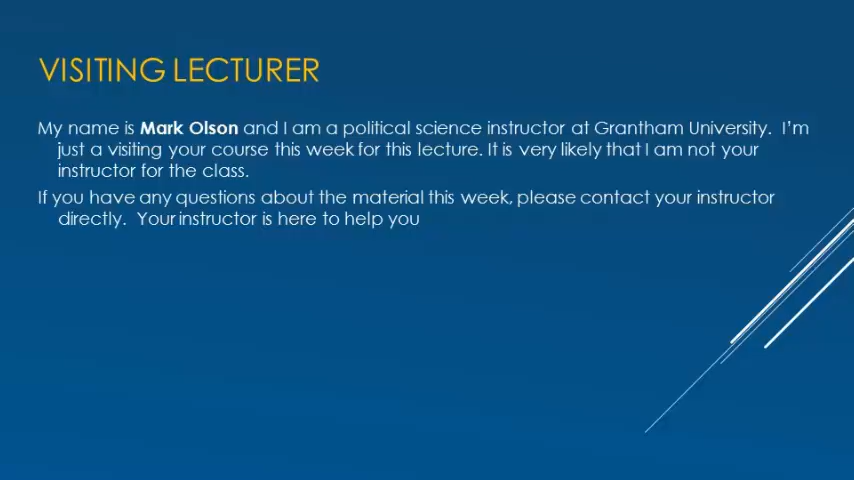 VISITING LECTURER
My name is Mark Olson and I am a political science instructor at Grantham University. I'm
just a visiting your course this week for this lecture. It is very likely that I am not your
instructor for the class.
If you have any questions about the material this week, please contact your instructor
directly. Your instructor is here to help you